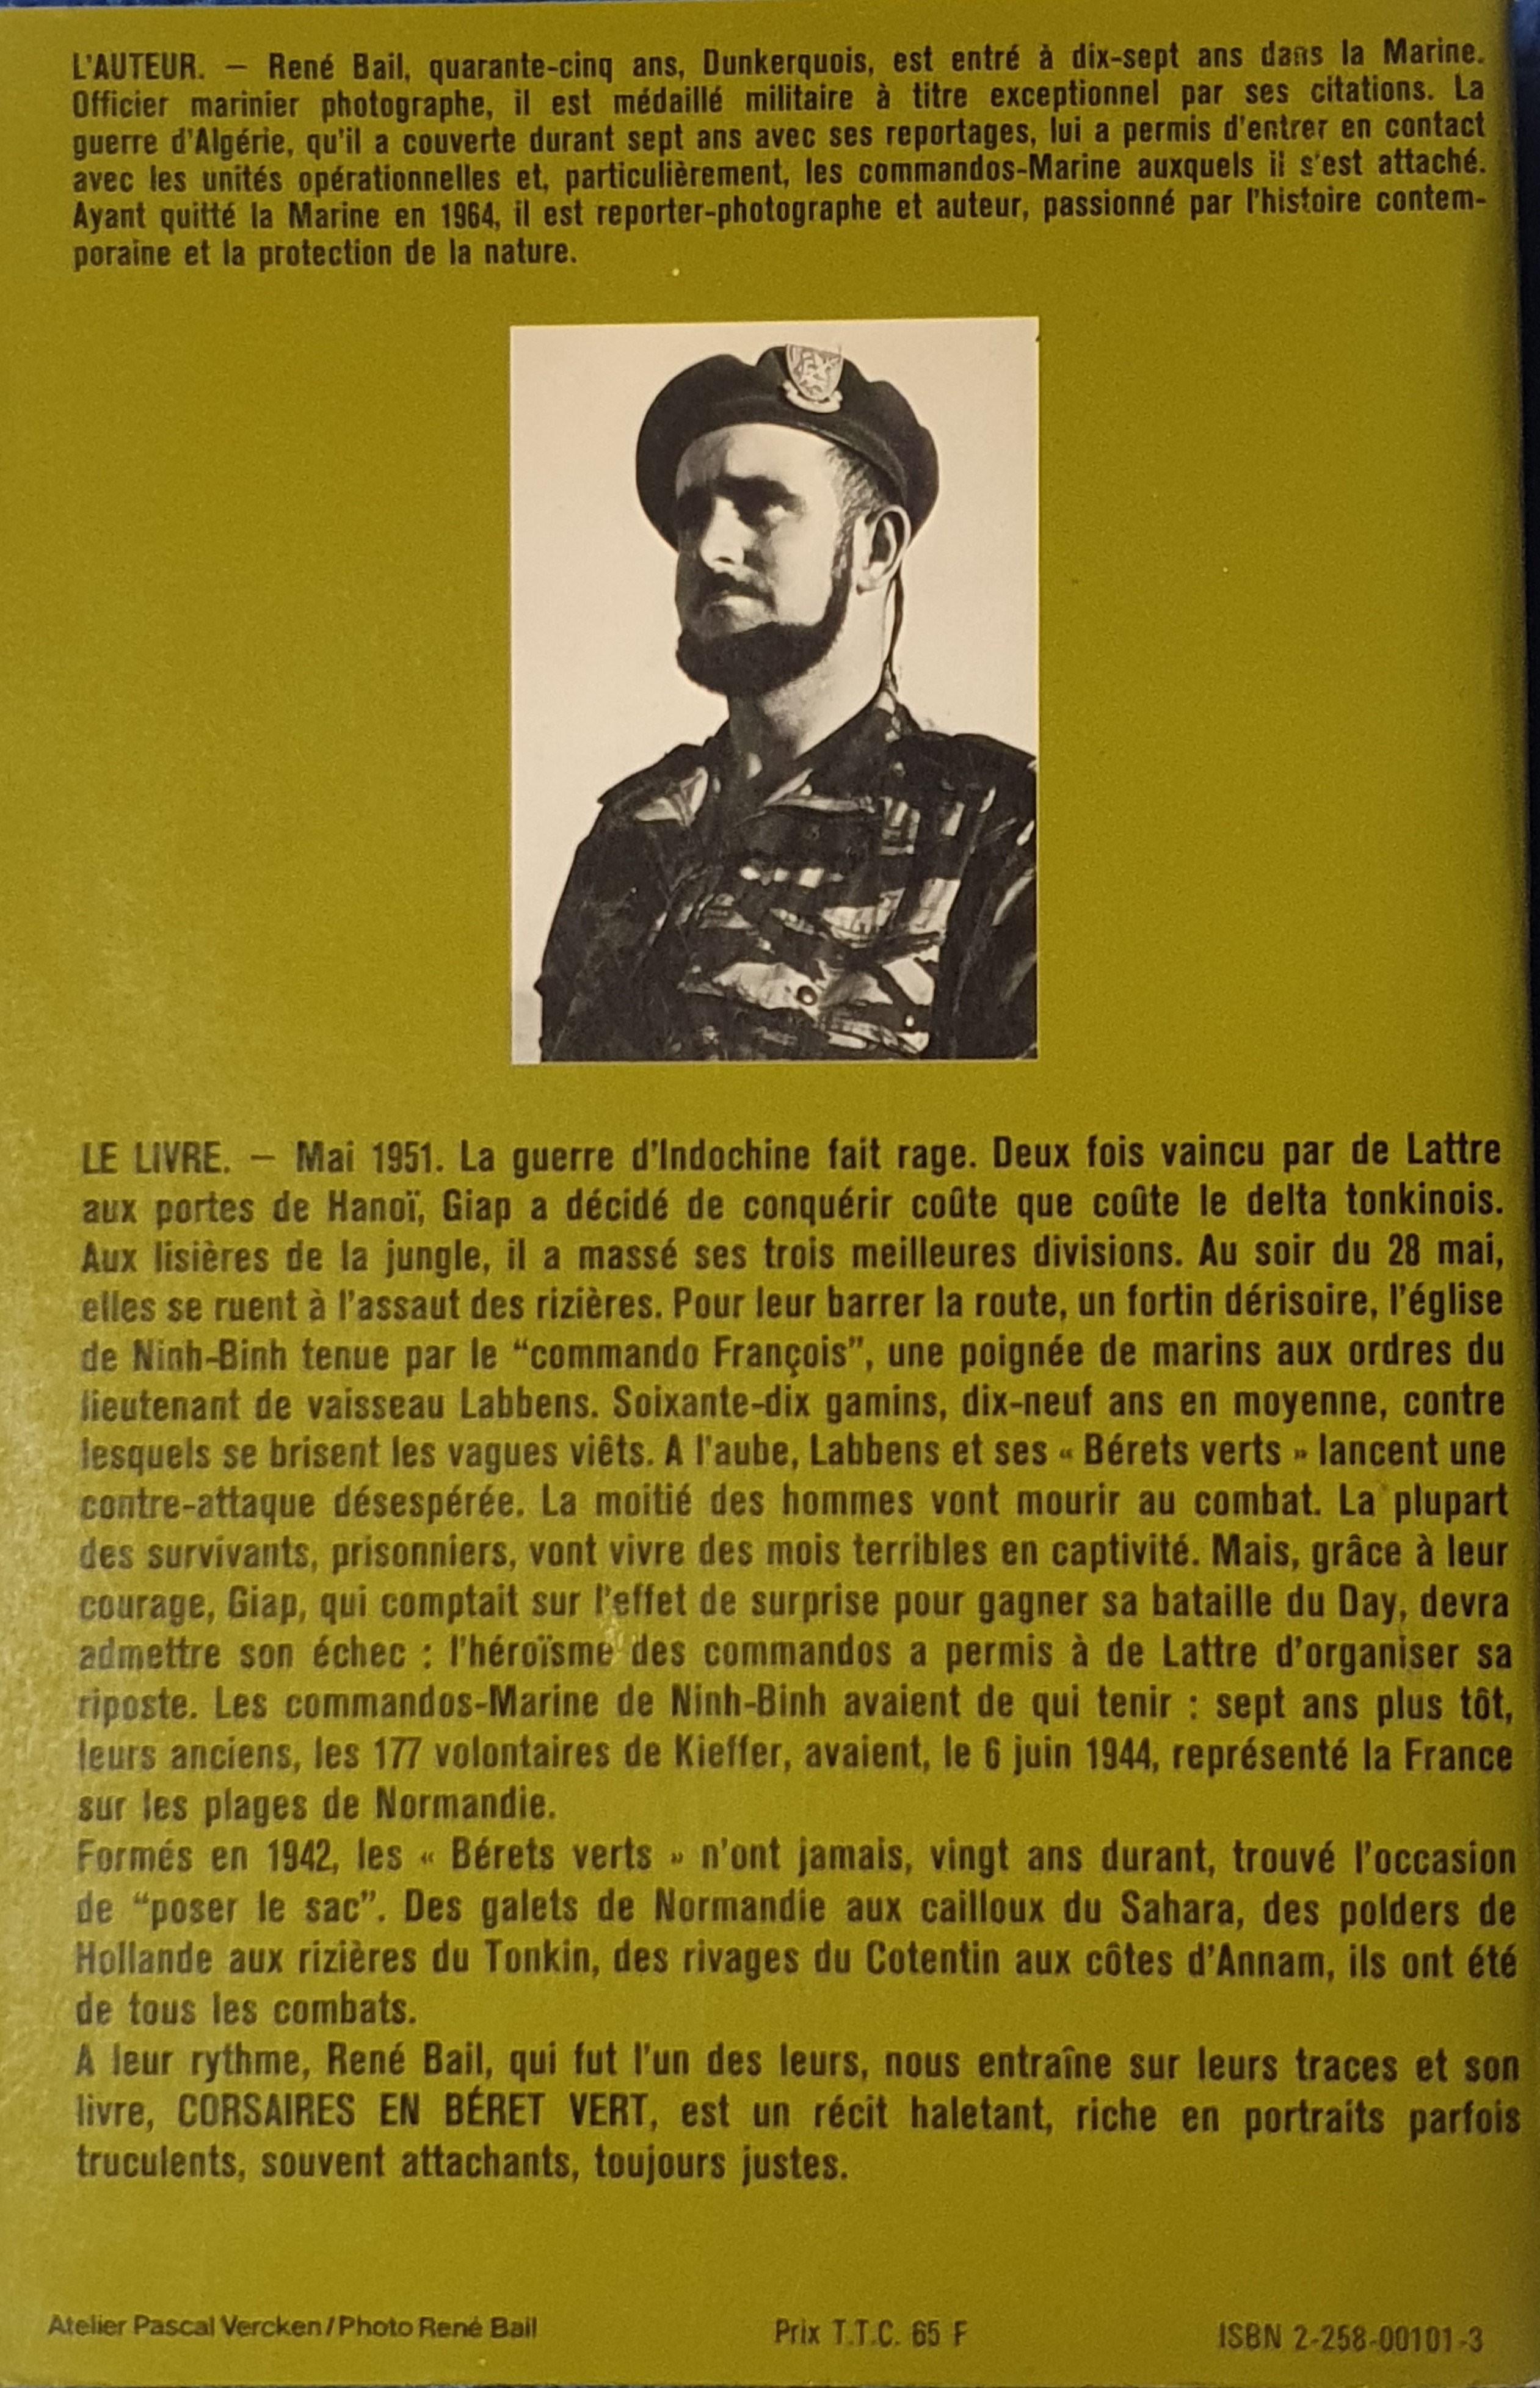 L'AUTEUR. — René Bail, quarante-cinq ans, Dunkerquois, est entré à dix-sept ans dans la Marine.
Officier marinier photographe, il est médaillé militaire à titre exceptionnel par ses citations. La
guerre d'Algérie, qu'il a couverte durant sept ans avec ses reportages, lui a permis d'entrer en contact
avec les unités opérationnelles et, particulièrement, les commandos-Marine auxquels il s'est attaché.
Ayant quitté la Marine en 1964, il est reporter-photographe et auteur, passionné par l'histoire contem-
poraine et la protection de la nature.
LE LIVRE. — Mai 1951. La guerre d'Indochine fait rage. Deux fois vaincu par de Lattre
aux portes de Hanoï, Giap a décidé de conquérir coûte que coûte le delta tonkinois.
Aux lisières de la jungle, il a massé ses trois meilleures divisions. Au soir du 28 mai,
elles se ruent à l'assaut des rizières. Pour leur barrer la route, un fortin dérisoire, l'église
de Ninh-Binh tenue par le “commando François”, une poignée de marins aux ordres du
lieutenant de vaisseau Labbens. Soixante-dix gamins, dix-neuf ans en moyenne, contre
lesquels se brisent les vagues viêts. A l'aube, Labbens et ses « Bérets verts » lancent une
contre-attaque désespérée. La moitié des hommes vont mourir au combat. La plupart
des survivants, prisonniers, vont vivre des mois terribles en captivité. Mais, grâce à leur
courage, Giap, qui comptait sur l'effet de surprise pour gagner sa bataille du Day, devra
admettre son échec : l'héroïsme des commandos a permis à de Lattre d'organiser sa
riposte. Les commandos-Marine de Ninh-Binh avaient de qui tenir : sept ans plus tôt,
leurs anciens, les 177 volontaires de Kieffer, avaient, le 6 juin 1944, représenté la France
sur les plages de Normandie.
Formés en 1942, les « Bérets verts » n'ont jamais, vingt ans durant, trouvé l'occasion
de “poser le sac”. Des galets de Normandie aux cailloux du Sahara, des polders de
Hollande aux rizières du Tonkin, des rivages du Cotentin aux côtes d'Annam, ils ont été
de tous les combats.
A leur rythme, René Bail, qui fut l'un des leurs, nous entraîne sur leurs traces et son
livre, CORSAIRES EN BÉRET VERT, est un récit haletant, riche en portraits parfois
truculents, souvent attachants, toujours justes.
Atelier Pascal Vercken/Photo René Bail
Prix T.T.C. 65 F
ISBN 2-258-00101-3